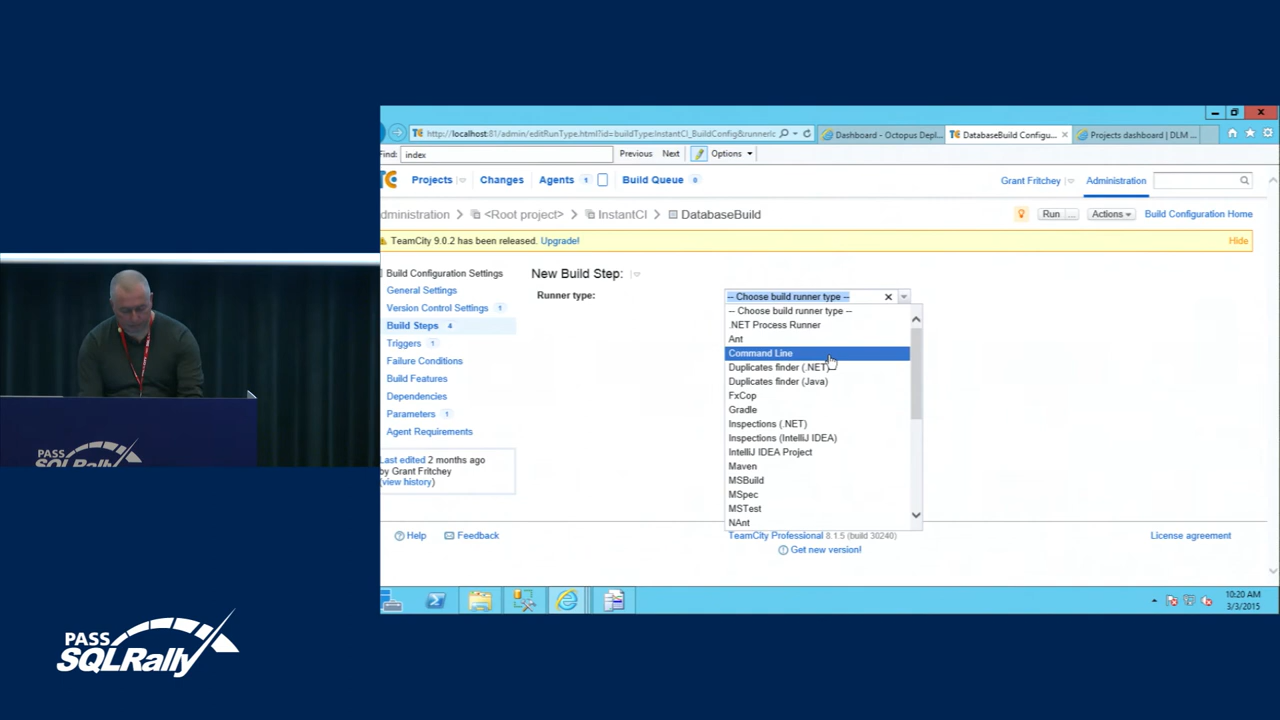 http://localhost:81/admin/editRunType.html?id=buildType:InstantCI_BuildConfig&runnerIc
Dashboard - Octopus Depl...
DatabaseBuild Configu...
Projects dashboard | DLM ...
Find: index
Previous Next Options
Projects Changes Agents 1 Build Queue 0
Grant Fritchey Administration
dministration <Root project> InstantCI DatabaseBuild
Run ... Actions Build Configuration Home
TeamCity 9.0.2 has been released. Upgrade!
Hide
Build Configuration Settings
General Settings
Version Control Settings 1
Build Steps 4
Triggers 1
Failure Conditions
Build Features
Dependencies
Parameters 1
Agent Requirements
Last edited 2 months ago
by Grant Fritchey
(view history)
New Build Step:
Runner type:
-- Choose build runner type --
-- Choose build runner type --
.NET Process Runner
Ant
Command Line
Duplicates finder (.NET)
Duplicates finder (Java)
FxCop
Gradle
Inspections (.NET)
Inspections (IntelliJ IDEA)
IntelliJ IDEA Project
Maven
MSBuild
MSpec
MSTest
NAnt
Help Feedback
TeamCity Professional 8.1.5 (build 30240)
Get new version!
License agreement
10:20 AM
3/3/2015
PASS
SQLRally
PASS
SQLRally